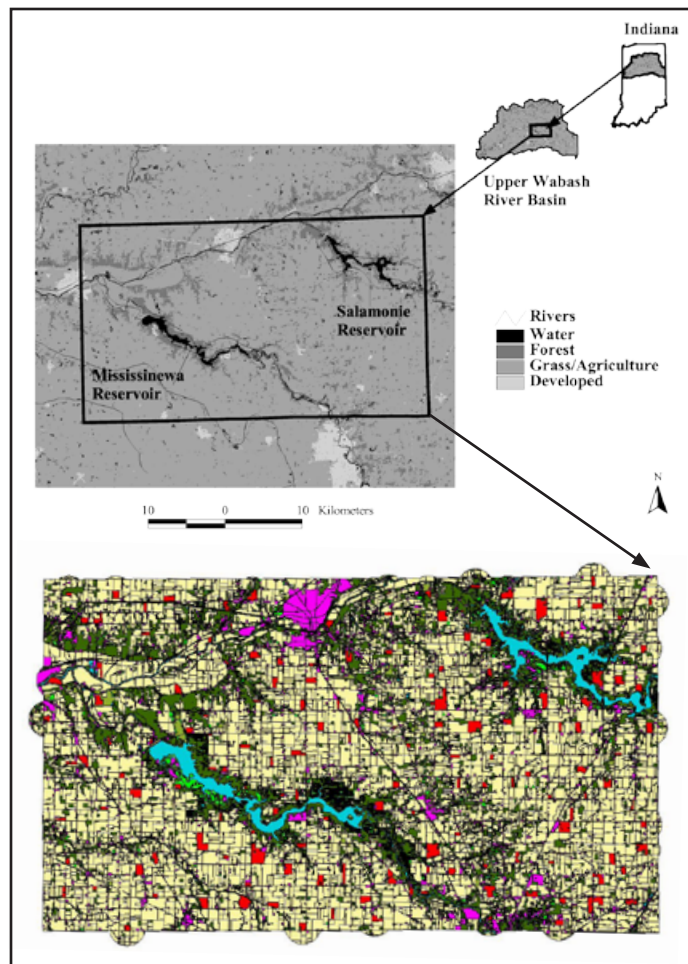 Indiana
Upper Wabash
River Basin
Salamonie
Reservoir
Mississinewa
Reservoir
Rivers
Water
Forest
Grass/Agriculture
Developed
N
10 0 10 Kilometers